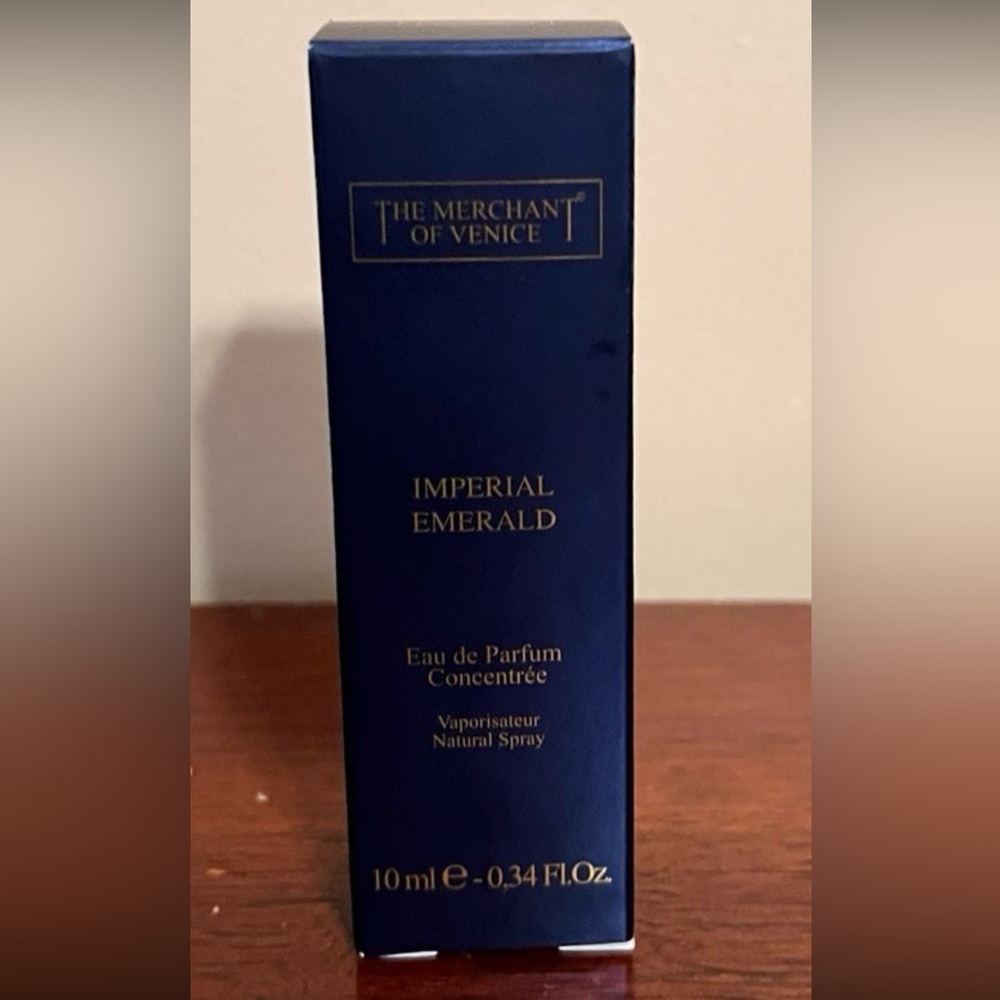 THE MERCHANT®
OF VENICE
IMPERIAL
EMERALD
Eau de Parfum
Concentrée
Vaporisateur
Natural Spray
10 ml ℮ - 0,34 Fl.Oz.